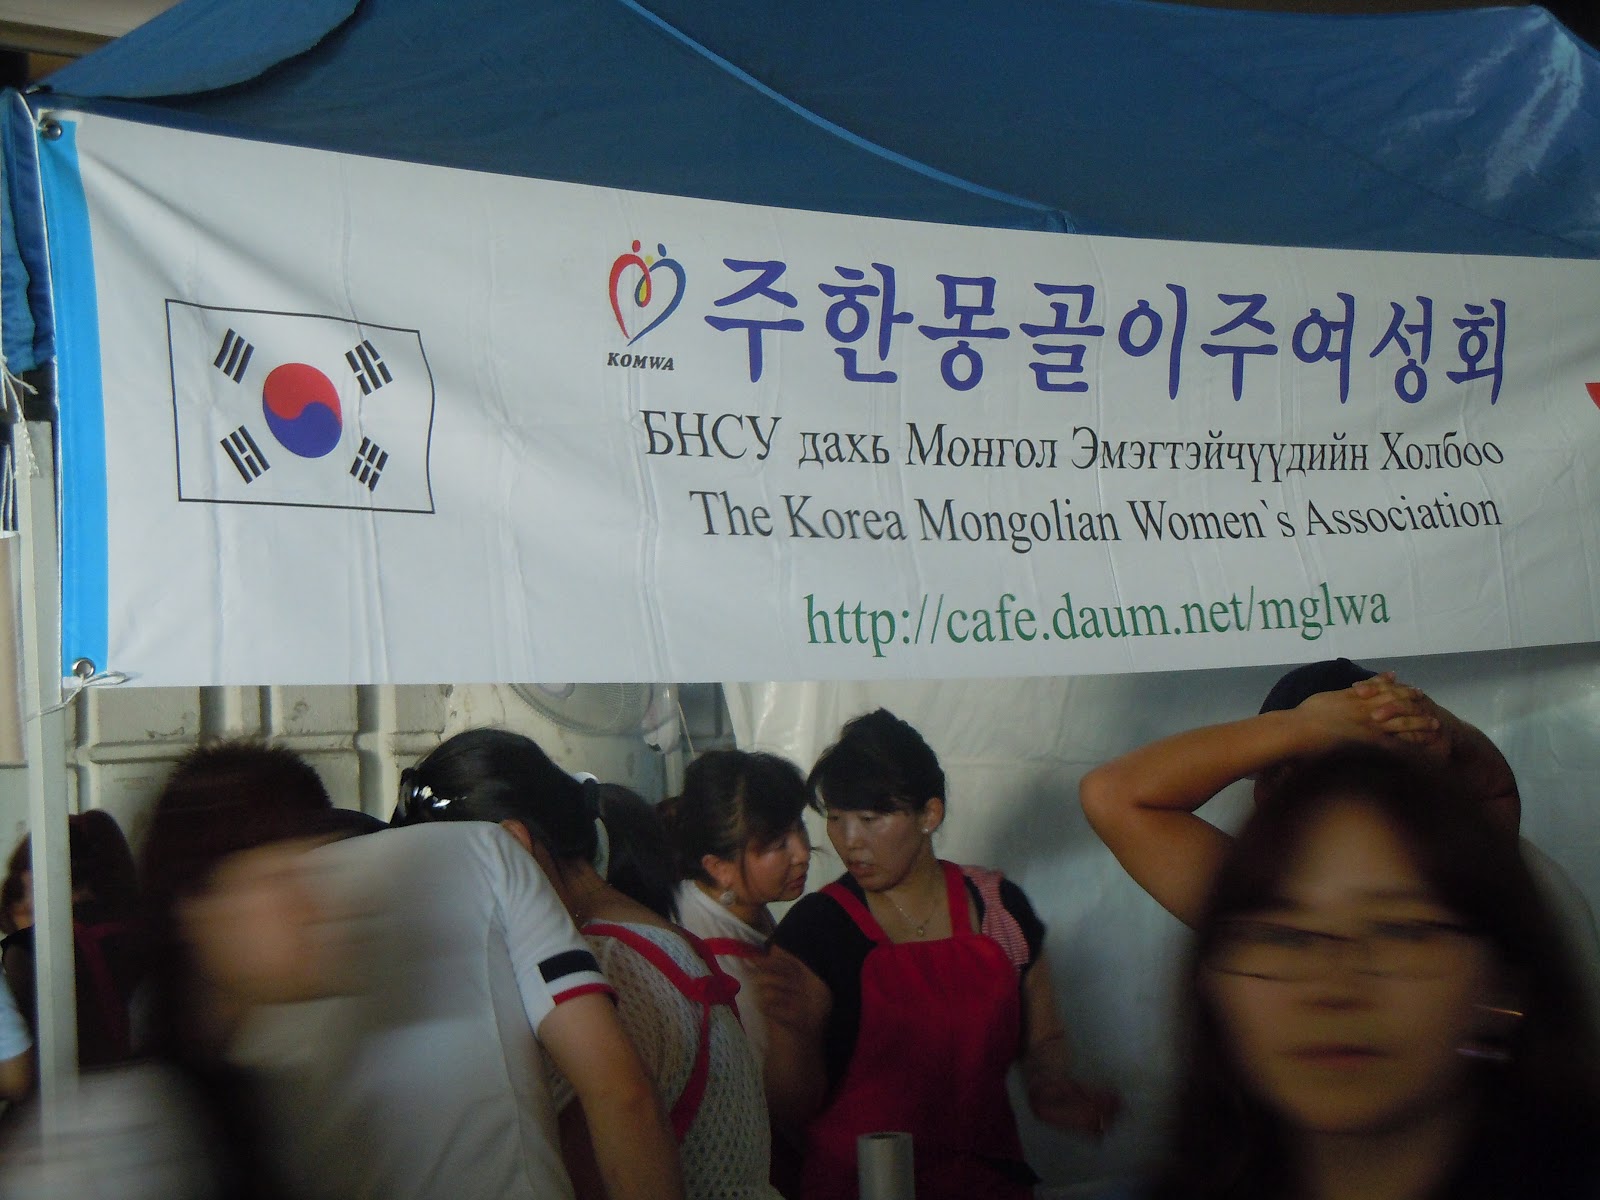 주한몽골이주여성회
KOMWA
БНСУ дахь Монгол Эмэгтэйчүүдийн Холбоо
The Korea Mongolian Women`s Association
http://cafe.daum.net/mglwa